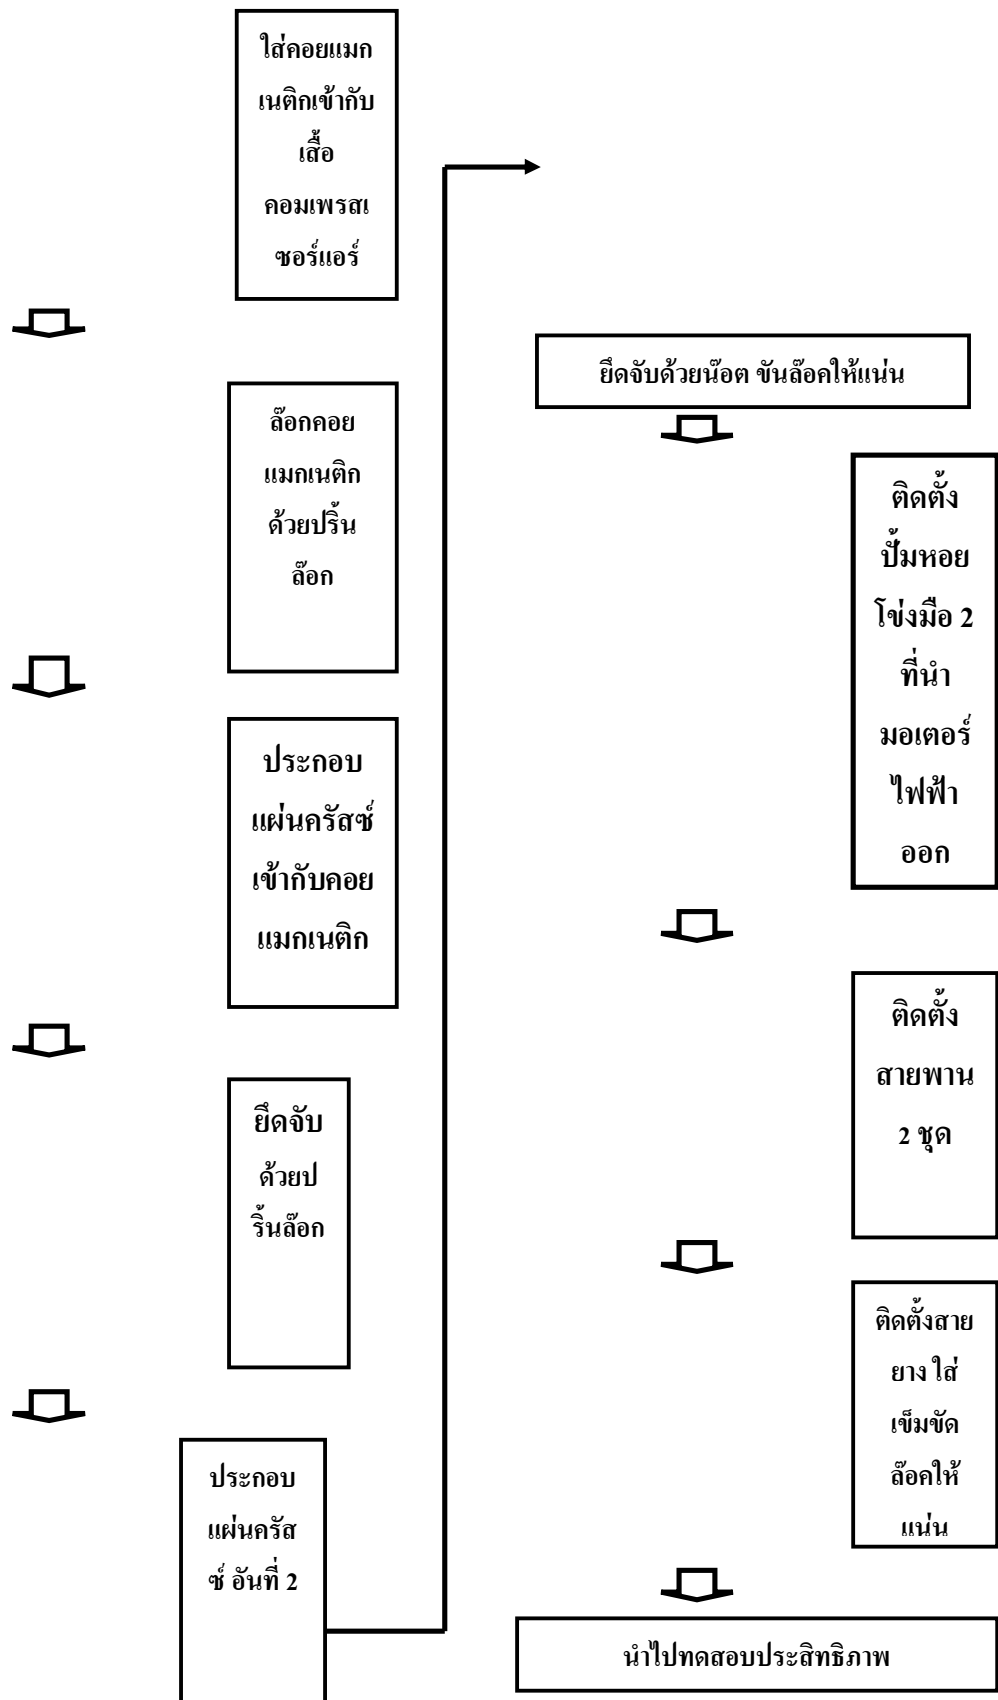 ใส่คอยแมก
เนติกเข้ากับ
เสื้อ
คอมเพรสเ
ซอร์แอร์
ล๊อกคอย
แมกเนติก
ด้วยปริ้น
ล๊อก
ประกอบ
แผ่นครัสซ์
เข้ากับคอย
แมกเนติก
ยึดจับ
ด้วยป
ริ้นล๊อก
ประกอบ
แผ่นครัส
ซ์ อันที่ 2
ยึดจับด้วยน๊อต ขันล๊อคให้แน่น
ติดตั้ง
ปั้มหอย
โข่งมือ 2
ที่นำ
มอเตอร์
ไฟฟ้า
ออก
ติดตั้ง
สายพาน
2 ชุด
ติดตั้งสาย
ยาง ใส่
เข็มขัด
ล๊อคให้
แน่น
นำไปทดสอบประสิทธิภาพ